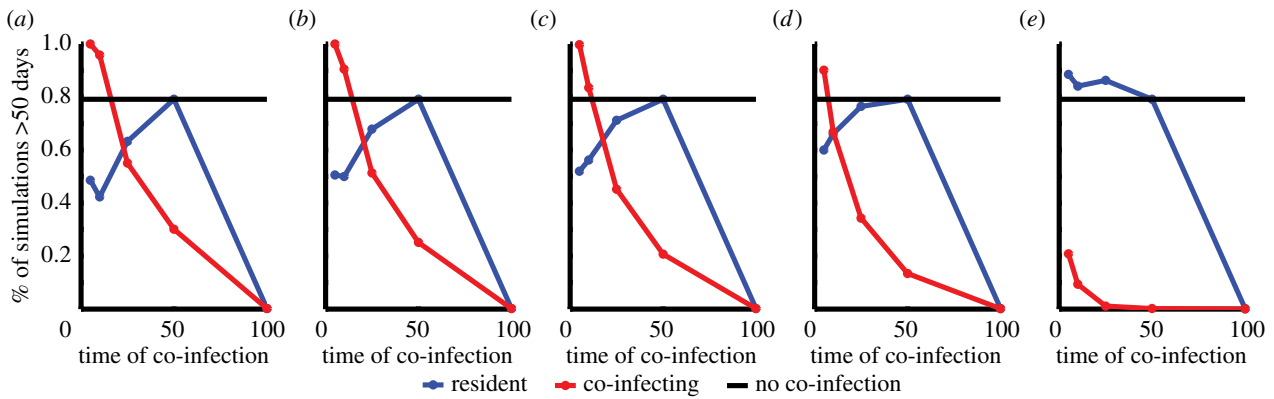 (a) (b) (c) (d) (e)
% of simulations >50 days
1.0
0.8
0.6
0.4
0.2
0 50 100 0 50 100 0 50 100 0 50 100 0 50 100
time of co-infection time of co-infection time of co-infection time of co-infection time of co-infection
resident co-infecting no co-infection